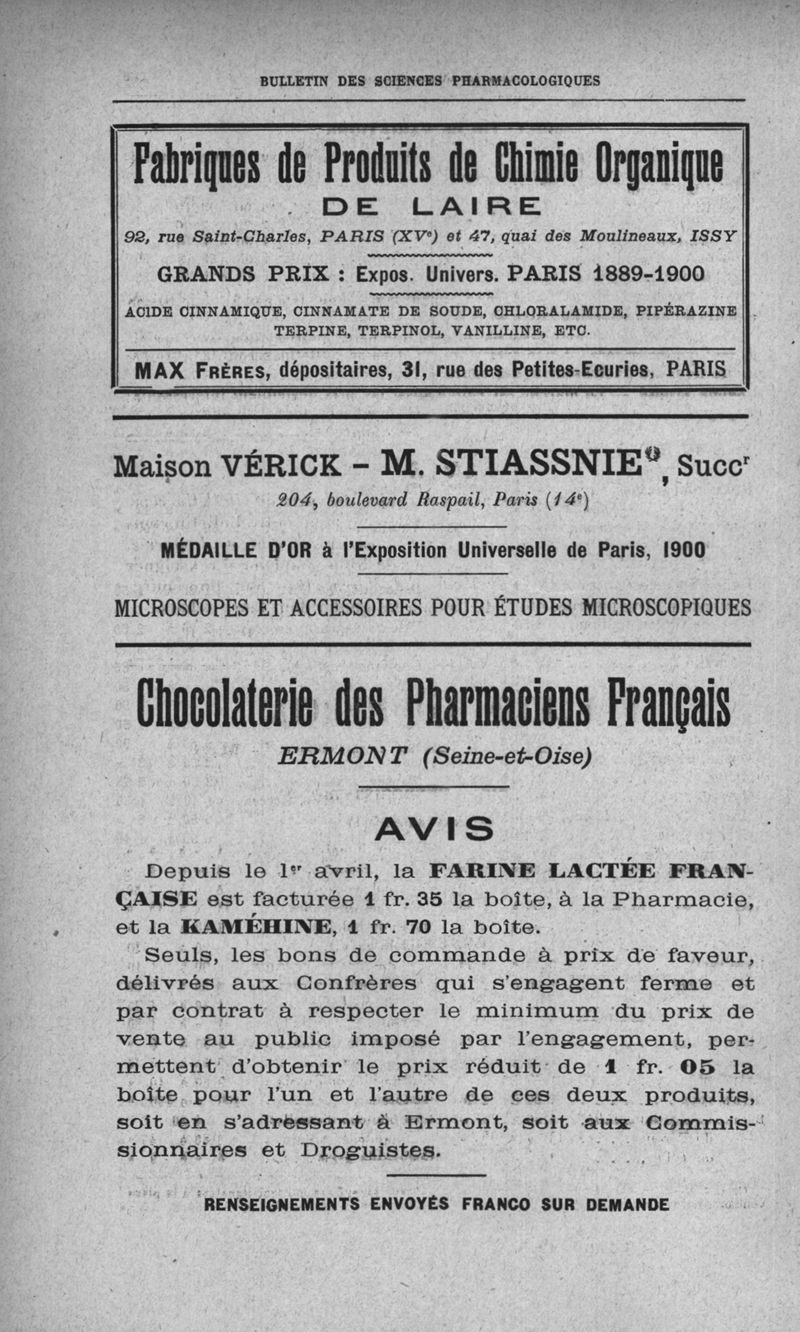 BULLETIN DES SCIENCES PHARMACOLOGIQUES
Fabriques de Produits de Chimie Organique
DE LAIRE
92, rue Saint-Charles, PARIS (XVe) et 47, quai des Moulineaux, ISSY
GRANDS PRIX : Expos. Univers. PARIS 1889-1900
ACIDE CINNAMIQUE, CINNAMATE DE SOUDE, CHLORALAMIDE, PIPÉRAZINE
TERPINE, TERPINOL, VANILLINE, ETC.
MAX FRÈRES, dépositaires, 31, rue des Petites-Ecuries, PARIS
Maison VÉRICK - M. STIASSNIE, Succr
204, boulevard Raspail, Paris (14e)
MÉDAILLE D'OR à l'Exposition Universelle de Paris, 1900
MICROSCOPES ET ACCESSOIRES POUR ÉTUDES MICROSCOPIQUES
Chocolaterie des Pharmaciens Français
ERMONT (Seine-et-Oise)
AVIS
Depuis le 1er avril, la FARINE LACTÉE FRAN-
ÇAISE est facturée 1 fr. 35 la boîte, à la Pharmacie,
et la KAMÉHINE, 1 fr. 70 la boîte.
Seuls, les bons de commande à prix de faveur,
délivrés aux Confrères qui s'engagent ferme et
par contrat à respecter le minimum du prix de
vente au public imposé par l'engagement, per-
mettent d'obtenir le prix réduit de 1 fr. 05 la
boîte pour l'un et l'autre de ces deux produits,
soit en s'adressant à Ermont, soit aux Commis-
sionnaires et Droguistes.
RENSEIGNEMENTS ENVOYÉS FRANCO SUR DEMANDE